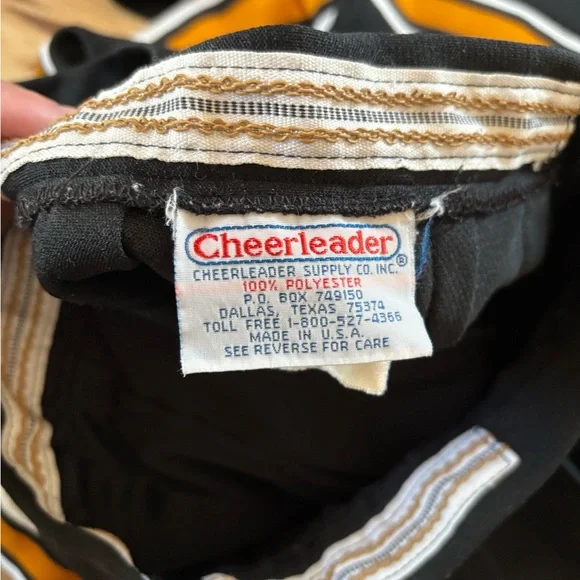 Cheerleader®
CHEERLEADER SUPPLY CO. INC.
100% POLYESTER
P.O. BOX 749150
DALLAS, TEXAS 75374
TOLL FREE 1-800-527-4366
MADE IN U.S.A.
SEE REVERSE FOR CARE